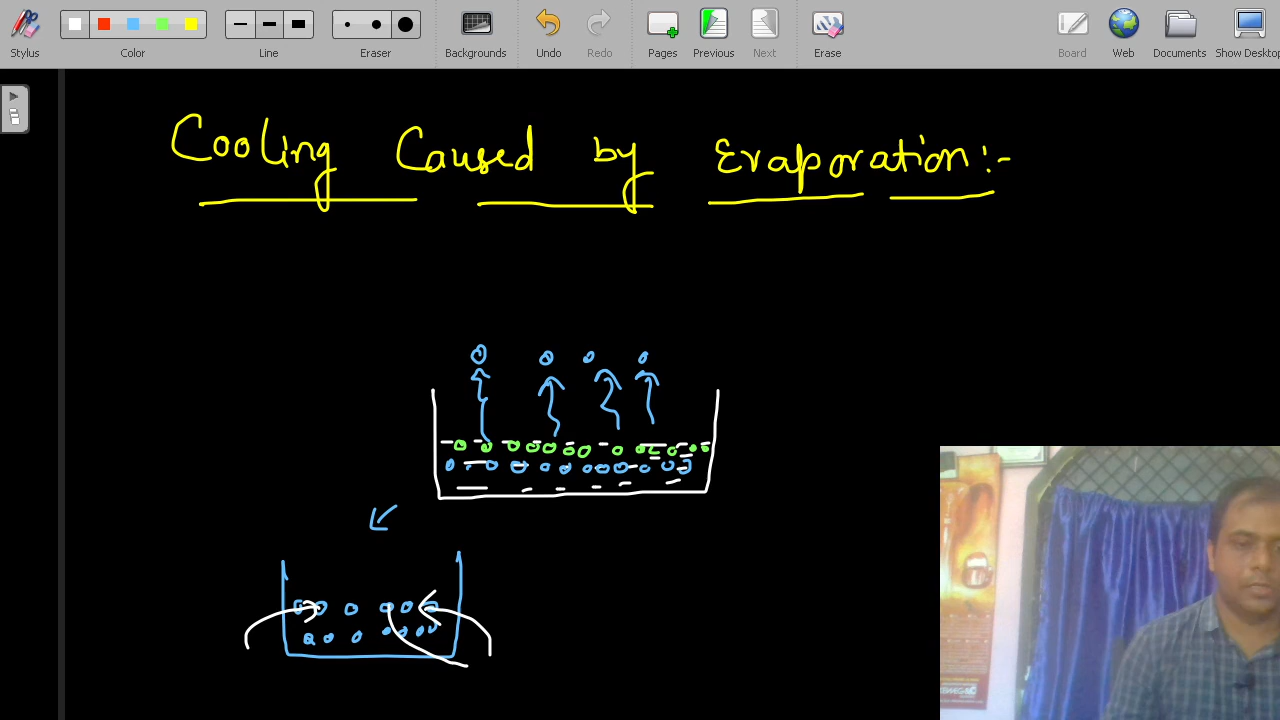 Stylus Color Line Eraser Backgrounds Undo Redo Pages Previous Next Erase Board Web Documents Show Deskto
Cooling Caused by Evaporation:-